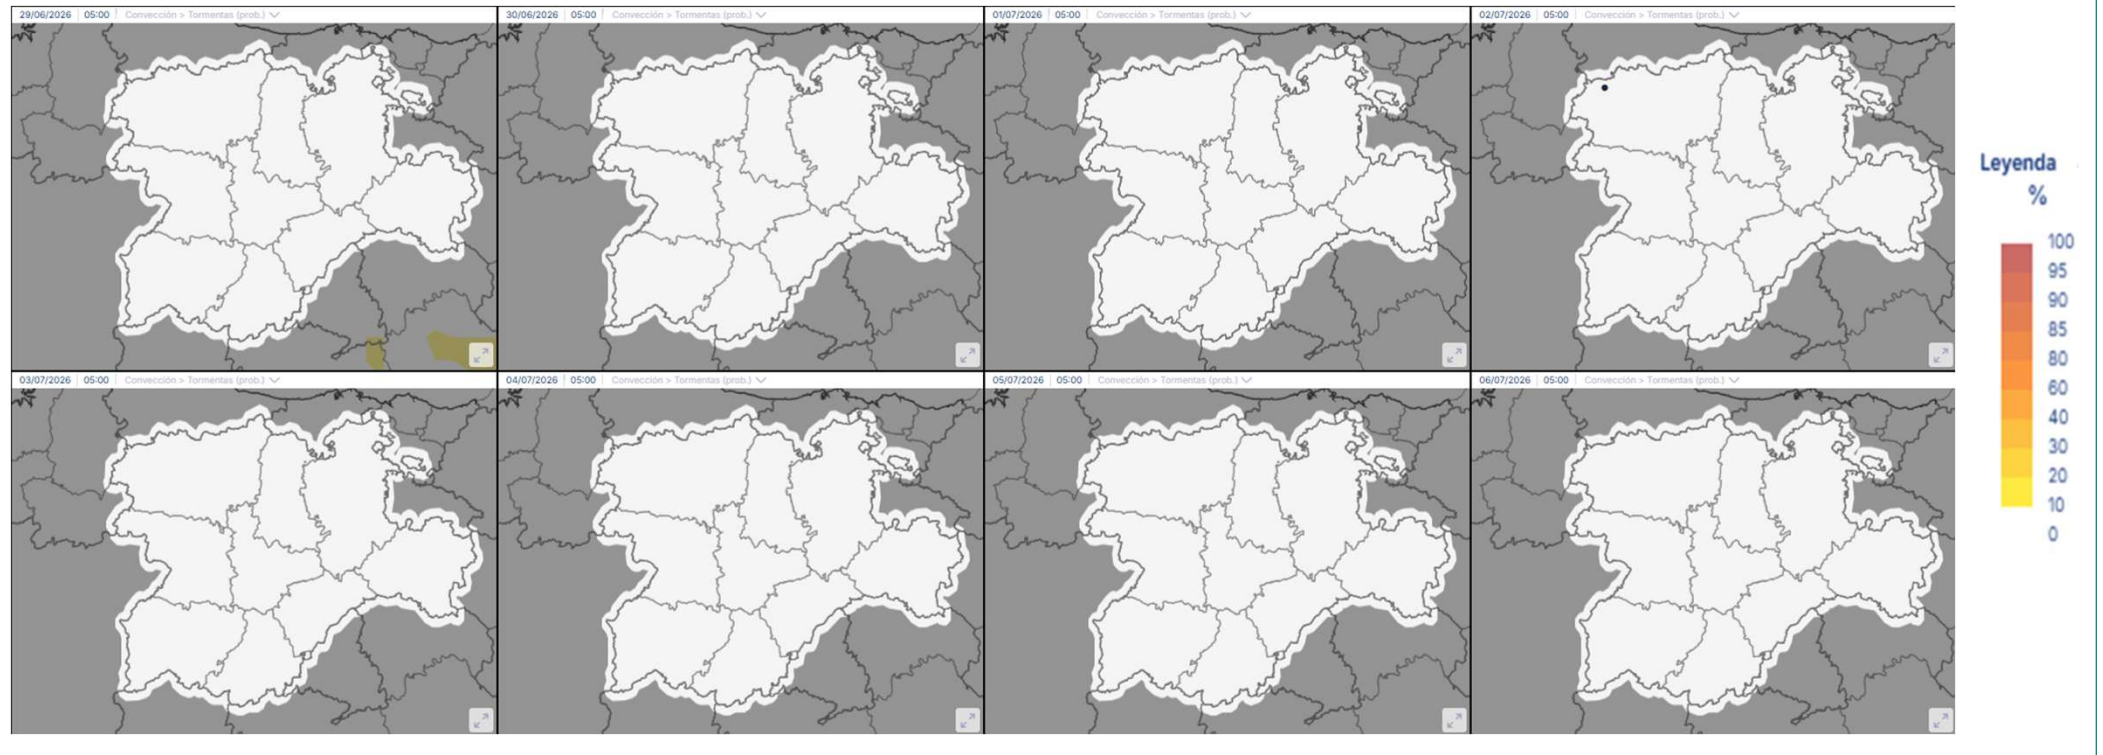 29/06/2026 05:00 Convección > Tormentas (prob.)
30/06/2026 05:00 Convección > Tormentas (prob.)
01/07/2026 05:00 Convección > Tormentas (prob.)
02/07/2026 05:00 Convección > Tormentas (prob.)
03/07/2026 05:00 Convección > Tormentas (prob.)
04/07/2026 05:00 Convección > Tormentas (prob.)
05/07/2026 05:00 Convección > Tormentas (prob.)
06/07/2026 05:00 Convección > Tormentas (prob.)
Leyenda
%
100
95
90
85
80
60
40
30
20
10
0